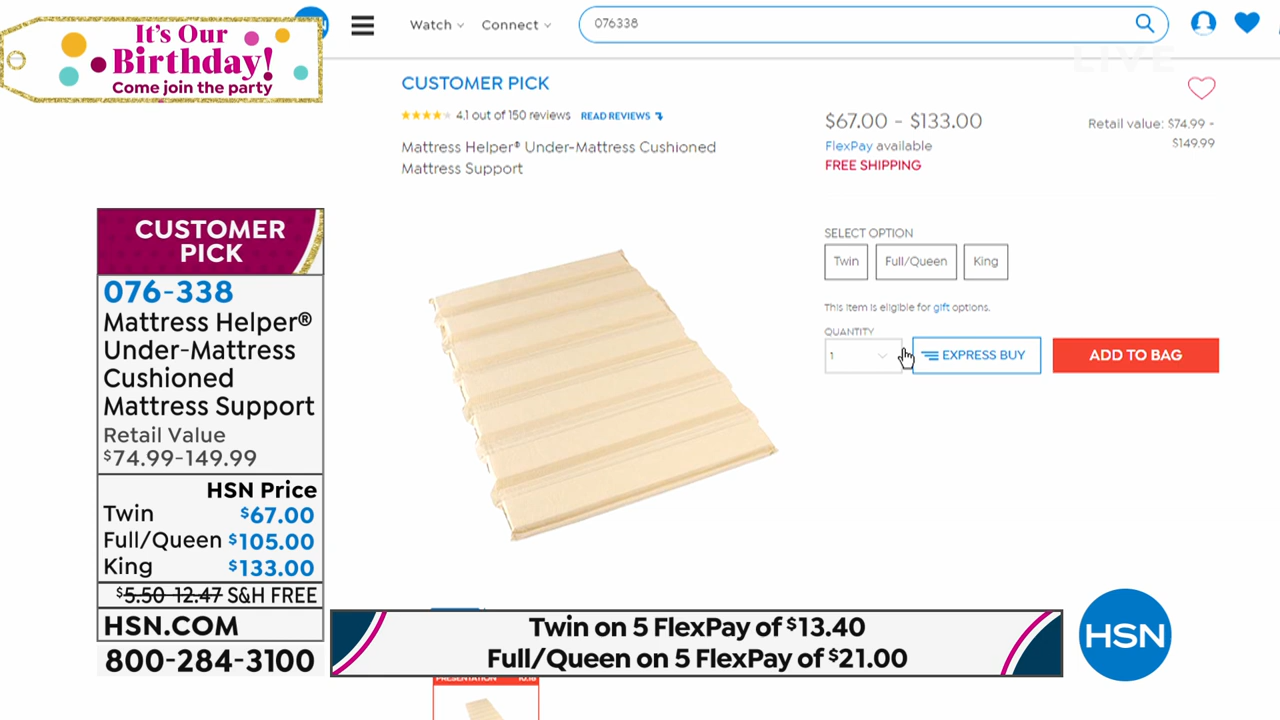 It's Our
Birthday!
Come join the party
Watch
Connect
076338
LIVE
CUSTOMER PICK
4.1 out of 150 reviews
READ REVIEWS
Mattress Helper® Under-Mattress Cushioned
Mattress Support
$67.00 - $133.00
FlexPay available
FREE SHIPPING
Retail value: $74.99 -
$149.99
SELECT OPTION
Twin
Full/Queen
King
This item is eligible for gift options.
QUANTITY
1
EXPRESS BUY
ADD TO BAG
CUSTOMER
PICK
076-338
Mattress Helper®
Under-Mattress
Cushioned
Mattress Support
Retail Value
$74.99-149.99
HSN Price
Twin $67.00
Full/Queen $105.00
King $133.00
$5.50-12.47 S&H FREE
HSN.COM
800-284-3100
Twin on 5 FlexPay of $13.40
Full/Queen on 5 FlexPay of $21.00
HSN
PRESENTATION